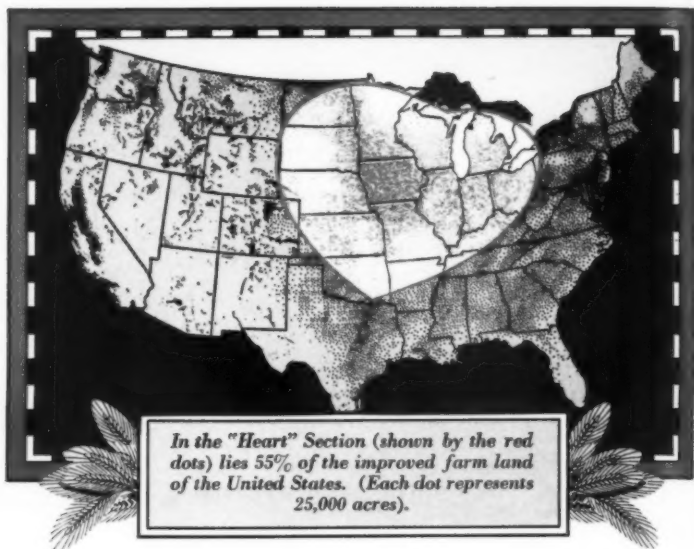 In the "Heart" Section (shown by the red
dots) lies 55% of the improved farm land
of the United States. (Each dot represents
25,000 acres).